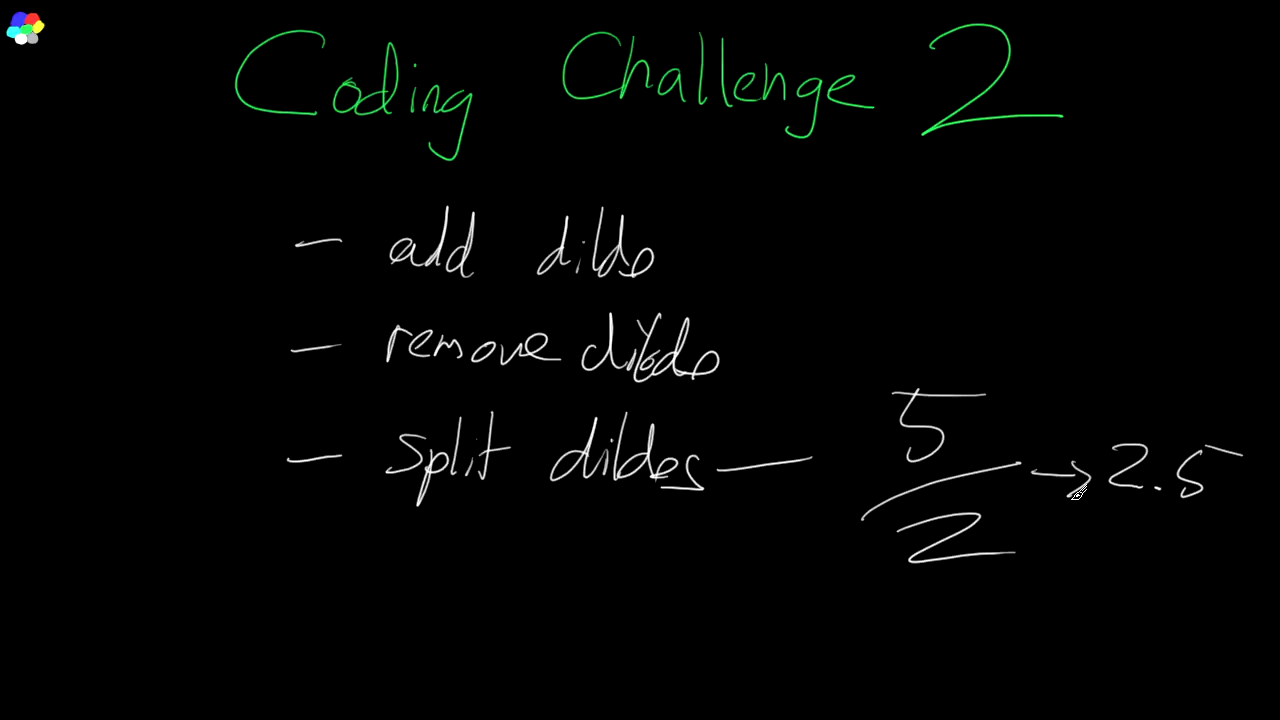 Coding Challenge 2
- add dildo
- remove dildo
- split dildos — 5/2 → 2.5